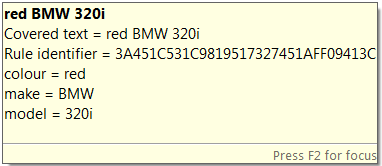 red BMW 320i
Covered text = red BMW 320i
Rule identifier = 3A451C531C9819517327451AFF09413C
colour = red
make = BMW
model = 320i
Press F2 for focus